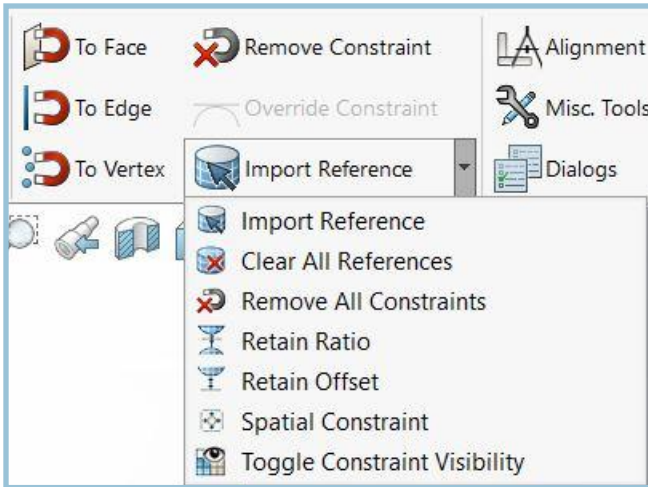 To Face
Remove Constraint
Alignment
To Edge
Override Constraint
Misc. Tools
To Vertex
Import Reference
Dialogs
Import Reference
Clear All References
Remove All Constraints
Retain Ratio
Retain Offset
Spatial Constraint
Toggle Constraint Visibility